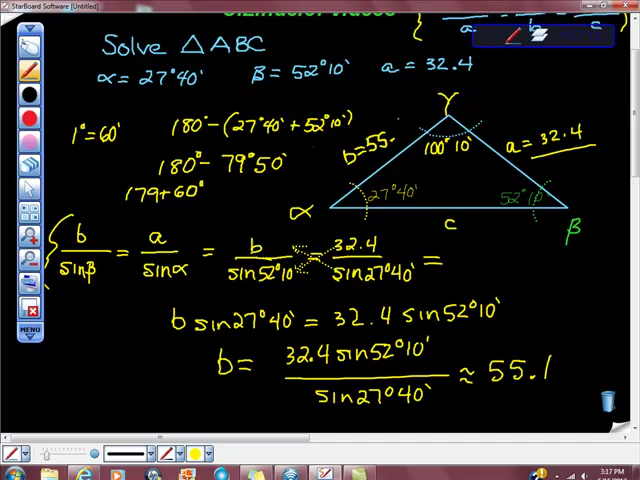 StarBoard Software [Untitled]
Solve △ABC
α = 27°40' β = 52°10' a = 32.4
a b c
1° = 60' 180° - (27°40' + 52°10')
180° - 79°50'
179 + 60'
γ
b = 55. 100°10' a = 32.4
27°40' 52°10'
α c β
b/sinβ = a/sinα = b/sin52°10' = 32.4/sin27°40' =
b sin27°40' = 32.4 sin52°10'
b = 32.4 sin52°10'/sin27°40' ≈ 55.1
MENU
3:17 PM